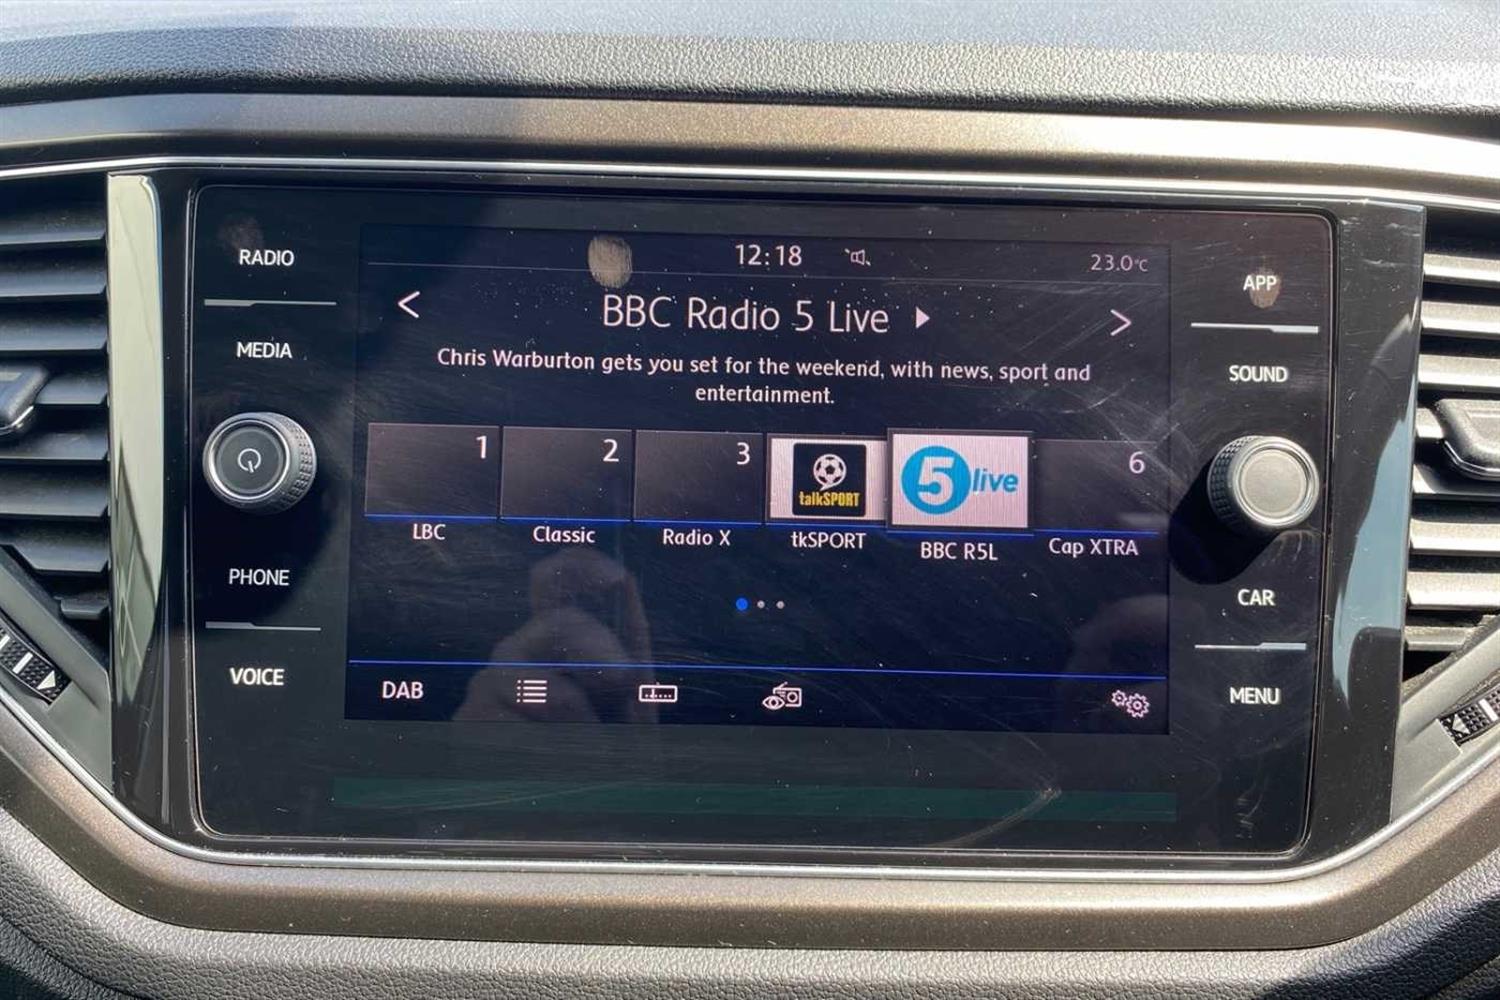 RADIO
MEDIA
PHONE
VOICE
12:18
23.0°C
BBC Radio 5 Live
Chris Warburton gets you set for the weekend, with news, sport and
entertainment.
1
2
3
talkSPORT
5 live
6
LBC
Classic
Radio X
tkSPORT
BBC R5L
Cap XTRA
DAB
APP
SOUND
CAR
MENU